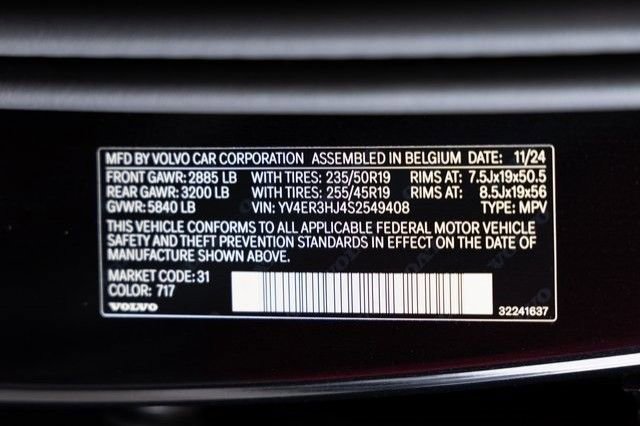 MFD BY VOLVO CAR CORPORATION ASSEMBLED IN BELGIUM DATE: 11/24
FRONT GAWR: 2885 LB WITH TIRES: 235/50R19 RIMS AT: 7.5Jx19x50.5
REAR GAWR: 3200 LB WITH TIRES: 255/45R19 RIMS AT: 8.5Jx19x56
GVWR: 5840 LB VIN: YV4ER3HJ4S2549408 TYPE: MPV
THIS VEHICLE CONFORMS TO ALL APPLICABLE FEDERAL MOTOR VEHICLE
SAFETY AND THEFT PREVENTION STANDARDS IN EFFECT ON THE DATE OF
MANUFACTURE SHOWN ABOVE.
MARKET CODE: 31
COLOR: 717
VOLVO
32241637